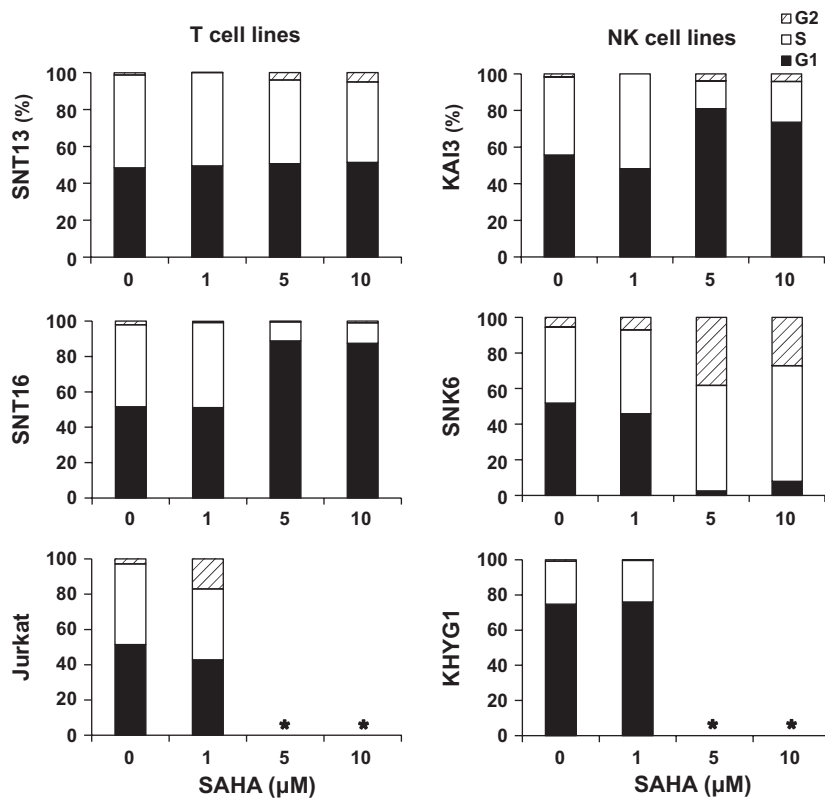 T cell lines
NK cell lines
G2
S
G1
SNT13 (%)
100
80
60
40
20
0
0 1 5 10
KAI3 (%)
100
80
60
40
20
0
0 1 5 10
SNT16
100
80
60
40
20
0
0 1 5 10
SNK6
100
80
60
40
20
0
0 1 5 10
Jurkat
100
80
60
40
20
0
* *
0 1 5 10
SAHA (µM)
KHYG1
100
80
60
40
20
0
* *
0 1 5 10
SAHA (µM)